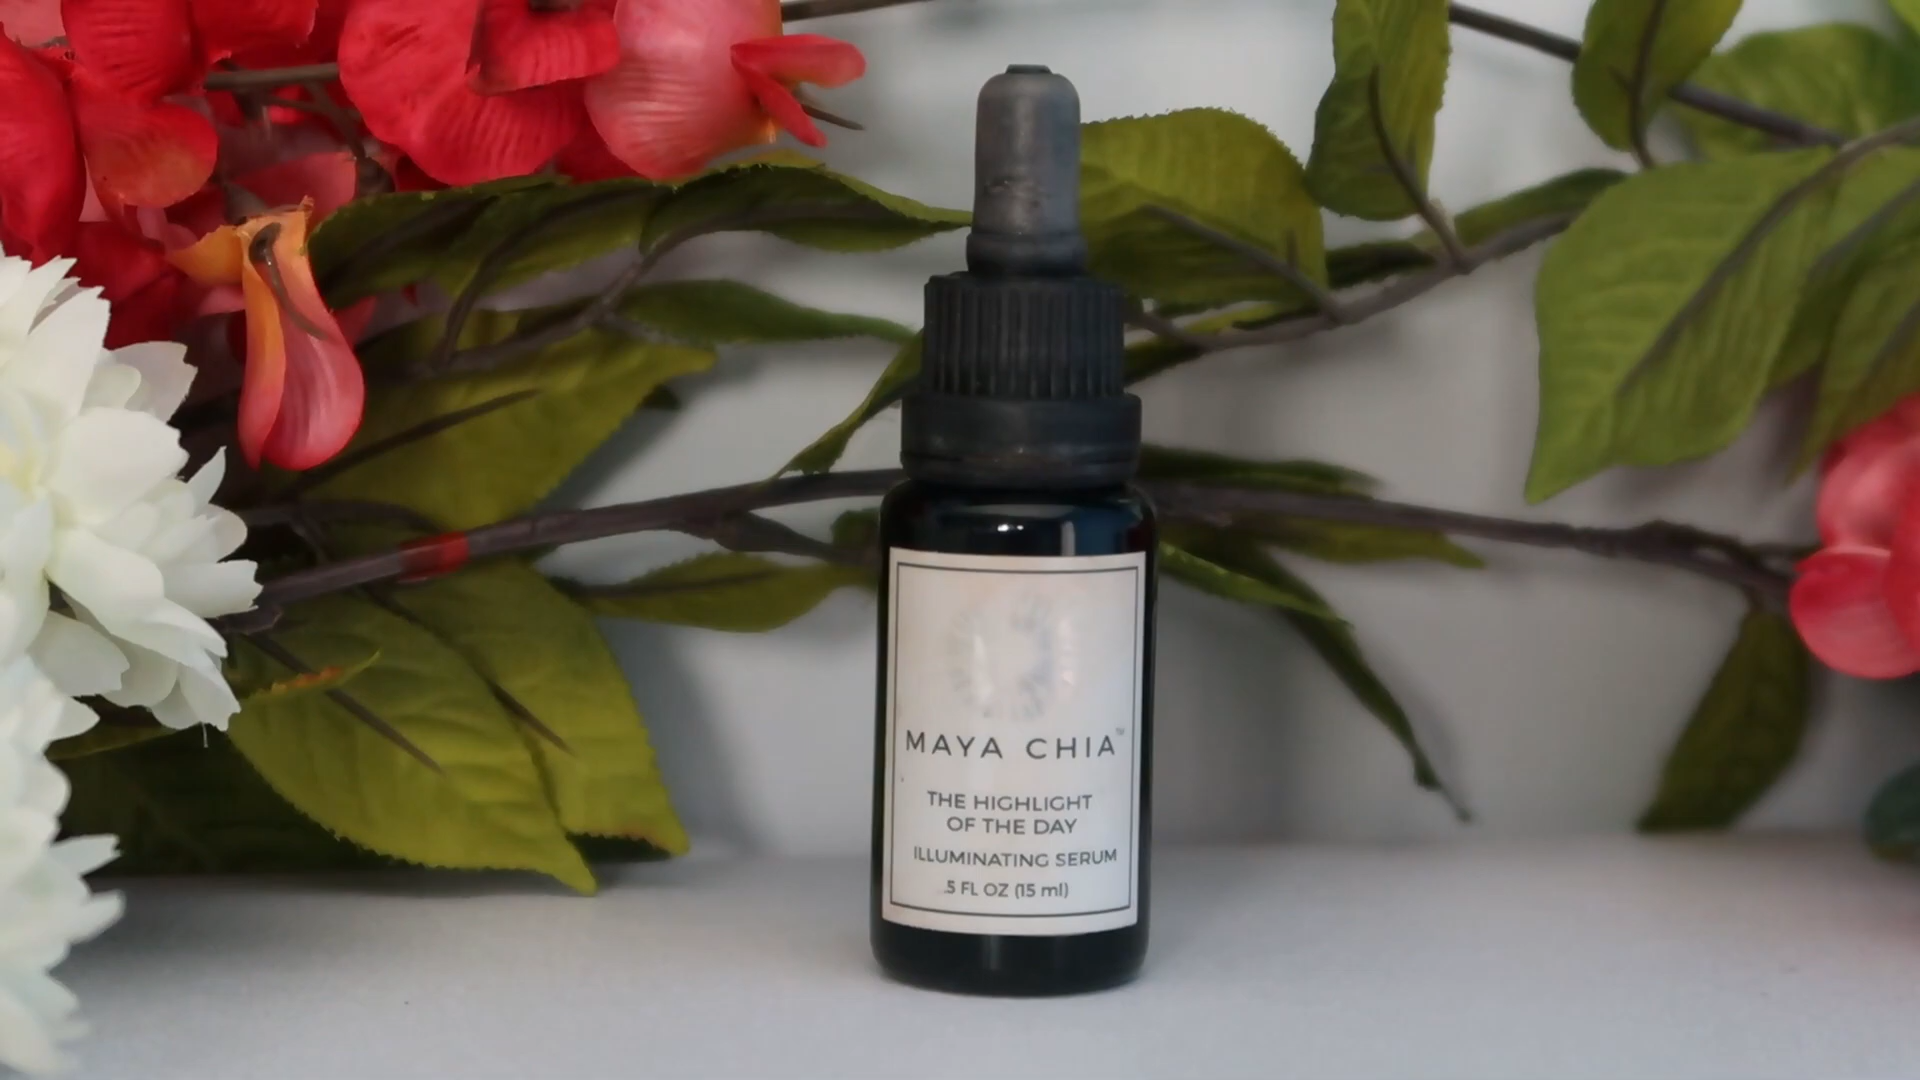 MAYA CHIA™
THE HIGHLIGHT
OF THE DAY
ILLUMINATING SERUM
.5 FL OZ (15 ml)